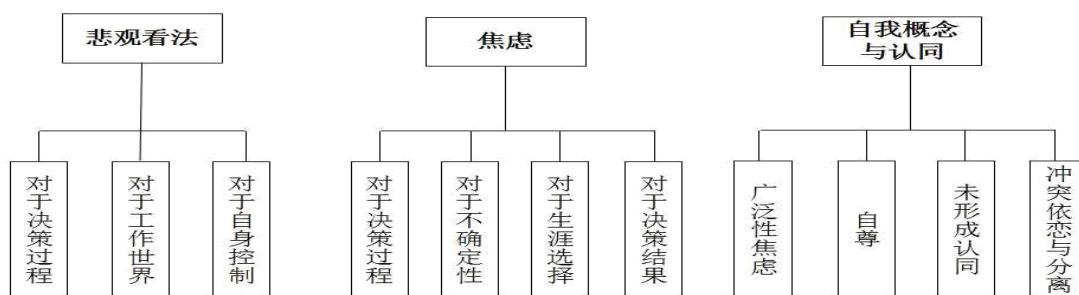 悲观看法
焦虑
自我概念
与认同
对于决策过程
对于工作世界
对于自身控制
对于决策过程
对于不确定性
对于生涯选择
对于决策结果
广泛性焦虑
自尊
未形成认同
冲突依恋与分离